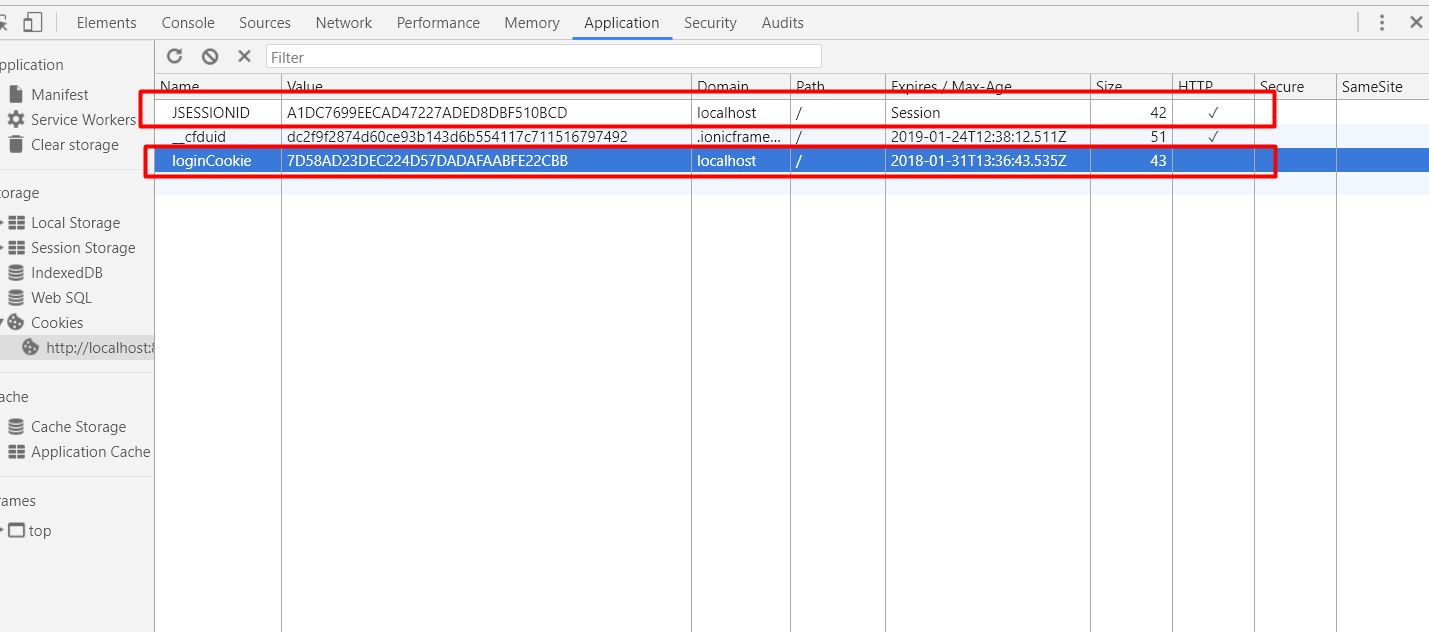 Elements Console Sources Network Performance Memory Application Security Audits
pplication
Manifest
Service Workers
Clear storage
torage
Local Storage
Session Storage
IndexedDB
Web SQL
Cookies
http://localhost:8
ache
Cache Storage
Application Cache
rames
top
Filter
Name Value Domain Path Expires / Max-Age Size HTTP Secure SameSite
JSESSIONID A1DC7699EECAD47227ADED8DBF510BCD localhost / Session 42 ✓
__cfduid dc2f9f2874d60ce93b143d6b554117c711516797492 .ionicframe... / 2019-01-24T12:38:12.511Z 51 ✓
loginCookie 7D58AD23DEC224D57DADAFAABFE22CBB localhost / 2018-01-31T13:36:43.535Z 43